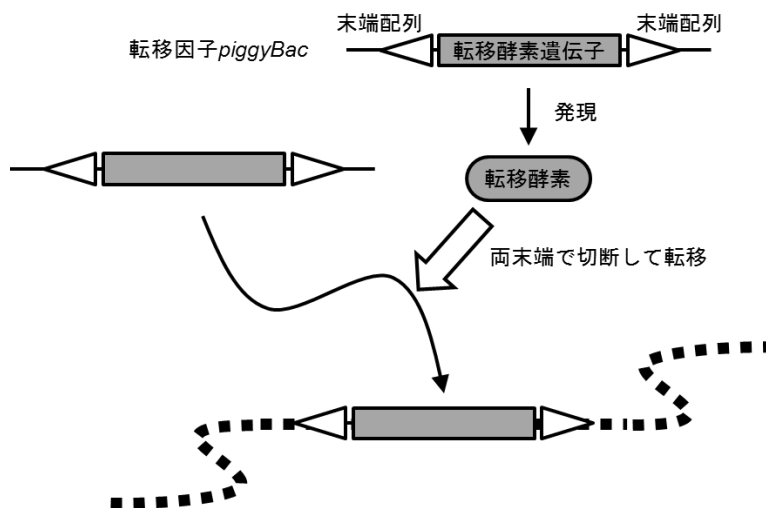 末端配列
末端配列
転移因子piggyBac
転移酵素遺伝子
発現
転移酵素
両末端で切断して転移